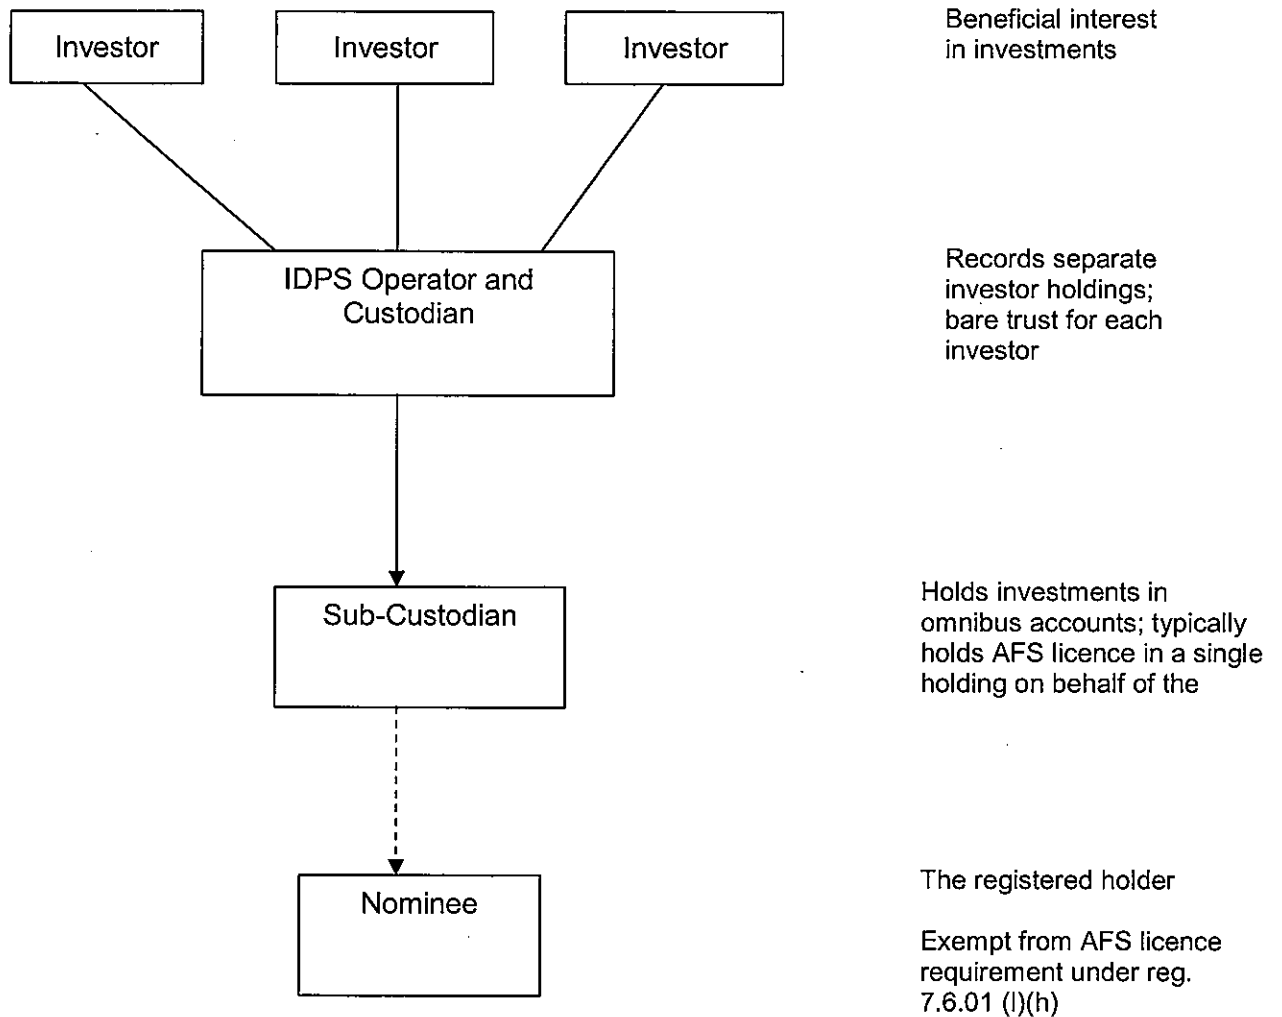 Investor
Investor
Investor
Beneficial interest
in investments
IDPS Operator and
Custodian
Records separate
investor holdings;
bare trust for each
investor
Sub-Custodian
Holds investments in
omnibus accounts; typically
holds AFS licence in a single
holding on behalf of the
Nominee
The registered holder
Exempt from AFS licence
requirement under reg.
7.6.01 (l)(h)